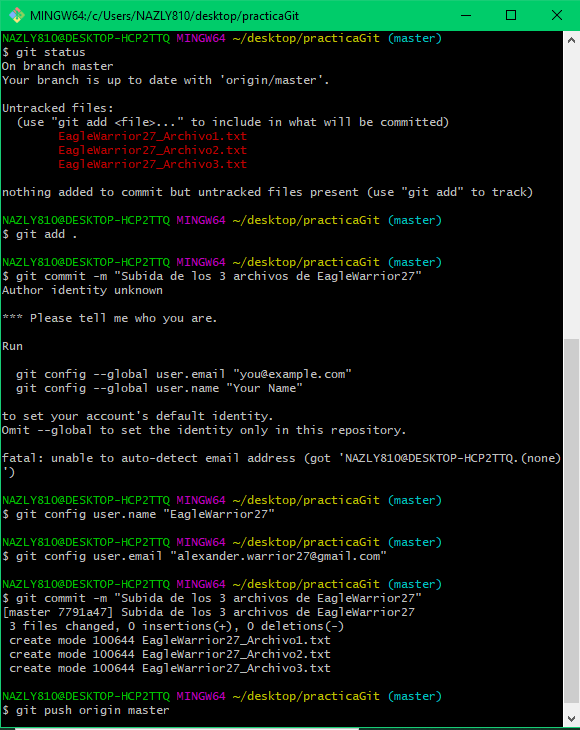 MINGW64:/c/Users/NAZLY810/desktop/practicaGit
NAZLY810@DESKTOP-HCP2TTQ MINGW64 ~/desktop/practicaGit (master)
$ git status
On branch master
Your branch is up to date with 'origin/master'.
Untracked files:
  (use "git add <file>..." to include in what will be committed)
        EagleWarrior27_Archivo1.txt
        EagleWarrior27_Archivo2.txt
        EagleWarrior27_Archivo3.txt
nothing added to commit but untracked files present (use "git add" to track)
NAZLY810@DESKTOP-HCP2TTQ MINGW64 ~/desktop/practicaGit (master)
$ git add .
NAZLY810@DESKTOP-HCP2TTQ MINGW64 ~/desktop/practicaGit (master)
$ git commit -m "Subida de los 3 archivos de EagleWarrior27"
Author identity unknown
*** Please tell me who you are.
Run
  git config --global user.email "you@example.com"
  git config --global user.name "Your Name"
to set your account's default identity.
Omit --global to set the identity only in this repository.
fatal: unable to auto-detect email address (got 'NAZLY810@DESKTOP-HCP2TTQ.(none)
')
NAZLY810@DESKTOP-HCP2TTQ MINGW64 ~/desktop/practicaGit (master)
$ git config user.name "EagleWarrior27"
NAZLY810@DESKTOP-HCP2TTQ MINGW64 ~/desktop/practicaGit (master)
$ git config user.email "alexander.warrior27@gmail.com"
NAZLY810@DESKTOP-HCP2TTQ MINGW64 ~/desktop/practicaGit (master)
$ git commit -m "Subida de los 3 archivos de EagleWarrior27"
[master 7791a47] Subida de los 3 archivos de EagleWarrior27
 3 files changed, 0 insertions(+), 0 deletions(-)
 create mode 100644 EagleWarrior27_Archivo1.txt
 create mode 100644 EagleWarrior27_Archivo2.txt
 create mode 100644 EagleWarrior27_Archivo3.txt
NAZLY810@DESKTOP-HCP2TTQ MINGW64 ~/desktop/practicaGit (master)
$ git push origin master